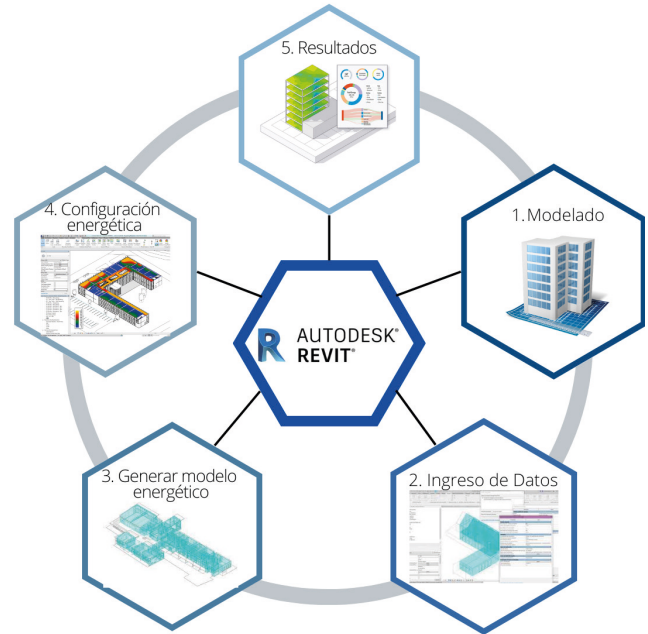 5. Resultados
4. Configuración
energética
1. Modelado
AUTODESK®
REVIT®
3. Generar modelo
energético
2. Ingreso de Datos